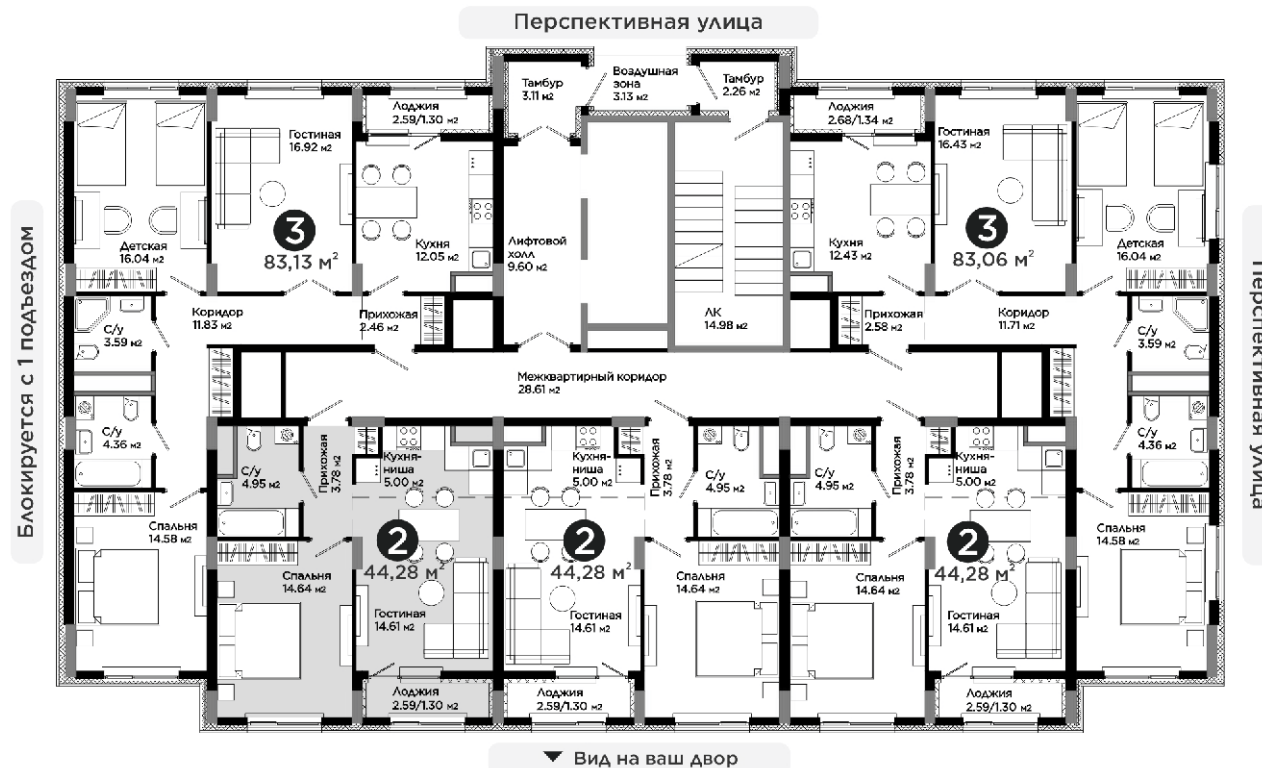 Перспективная улица
Тамбур
3.11 м2
Воздушная
зона
3.13 м2
Тамбур
2.26 м2
Лоджия
2.59/1.30 м2
Лоджия
2.68/1.34 м2
Гостиная
16.92 м2
Гостиная
16.43 м2
3
83,13 м²
3
83,06 м²
Детская
16.04 м2
Кухня
12.05 м2
Лифтовой
холл
9.60 м2
Кухня
12.43 м2
Детская
16.04 м2
Коридор
11.83 м2
Прихожая
2.46 м2
ЛК
14.98 м2
Прихожая
2.58 м2
Коридор
11.71 м2
С/у
3.59 м2
С/у
3.59 м2
Межквартирный коридор
28.61 м2
С/у
4.36 м2
С/у
4.95 м2
Прихожая
3.78 м2
Кухня-
ниша
5.00 м2
Кухня-
ниша
5.00 м2
Прихожая
3.78 м2
С/у
4.95 м2
С/у
4.95 м2
Прихожая
3.78 м2
Кухня-
ниша
5.00 м2
С/у
4.36 м2
Спальня
14.58 м2
2
44,28 м²
2
44,28 м²
2
44,28 м²
Спальня
14.58 м2
Спальня
14.64 м2
Гостиная
14.61 м2
Гостиная
14.61 м2
Спальня
14.64 м2
Спальня
14.64 м2
Гостиная
14.61 м2
Лоджия
2.59/1.30 м2
Лоджия
2.59/1.30 м2
Лоджия
2.59/1.30 м2
Блокируется с 1 подъездом
Перспективная улица
Вид на ваш двор